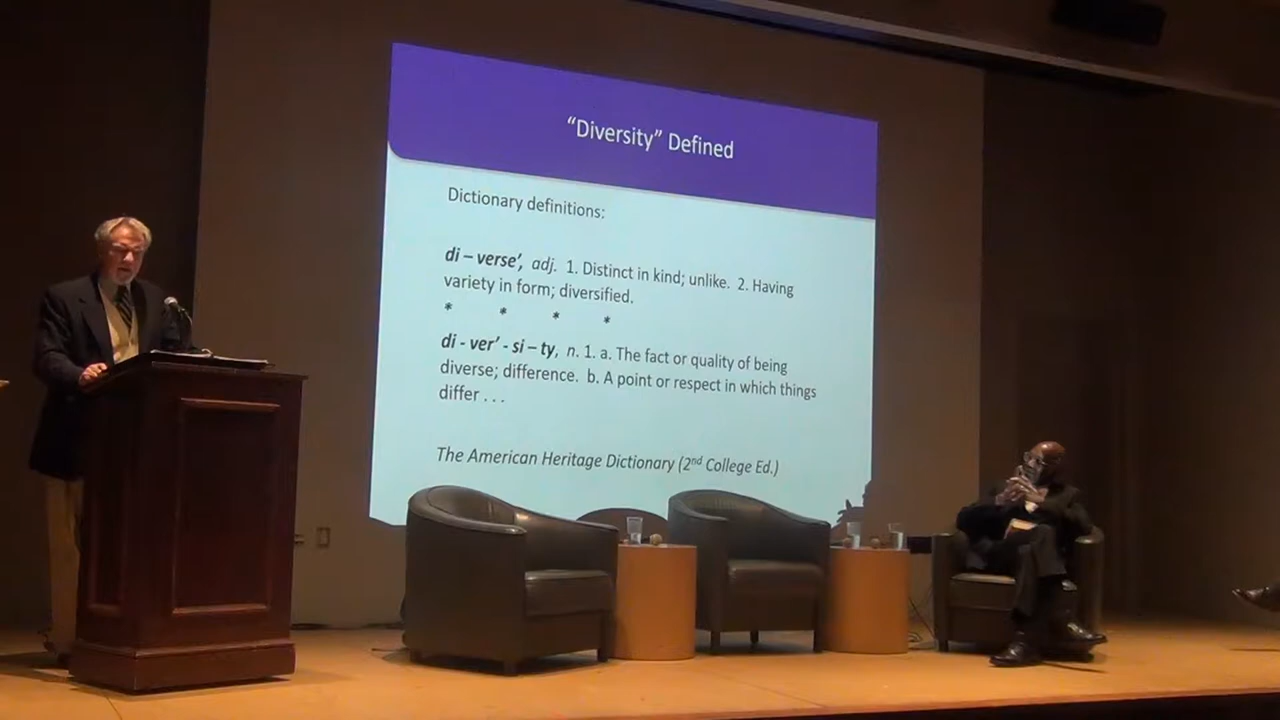 “Diversity” Defined
Dictionary definitions:
di – verse’, adj. 1. Distinct in kind; unlike. 2. Having
variety in form; diversified.
* * * *
di - ver’ - si – ty, n. 1. a. The fact or quality of being
diverse; difference. b. A point or respect in which things
differ . . .
The American Heritage Dictionary (2nd College Ed.)